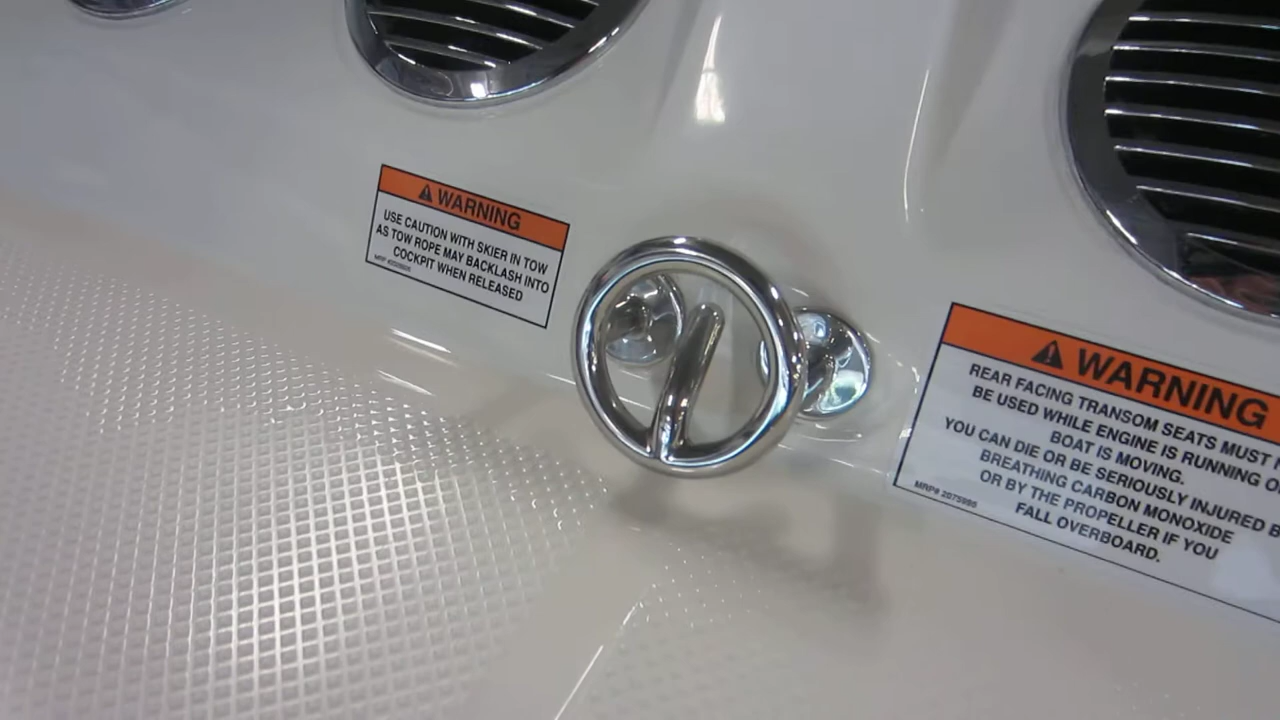 WARNING
USE CAUTION WITH SKIER IN TOW
AS TOW ROPE MAY BACKLASH INTO
COCKPIT WHEN RELEASED
WARNING
REAR FACING TRANSOM SEATS MUST
BE USED WHILE ENGINE IS RUNNING
BOAT IS MOVING.
YOU CAN DIE OR BE SERIOUSLY INJURED
BREATHING CARBON MONOXIDE
OR BY THE PROPELLER IF YOU
FALL OVERBOARD.
MRP# 2075995